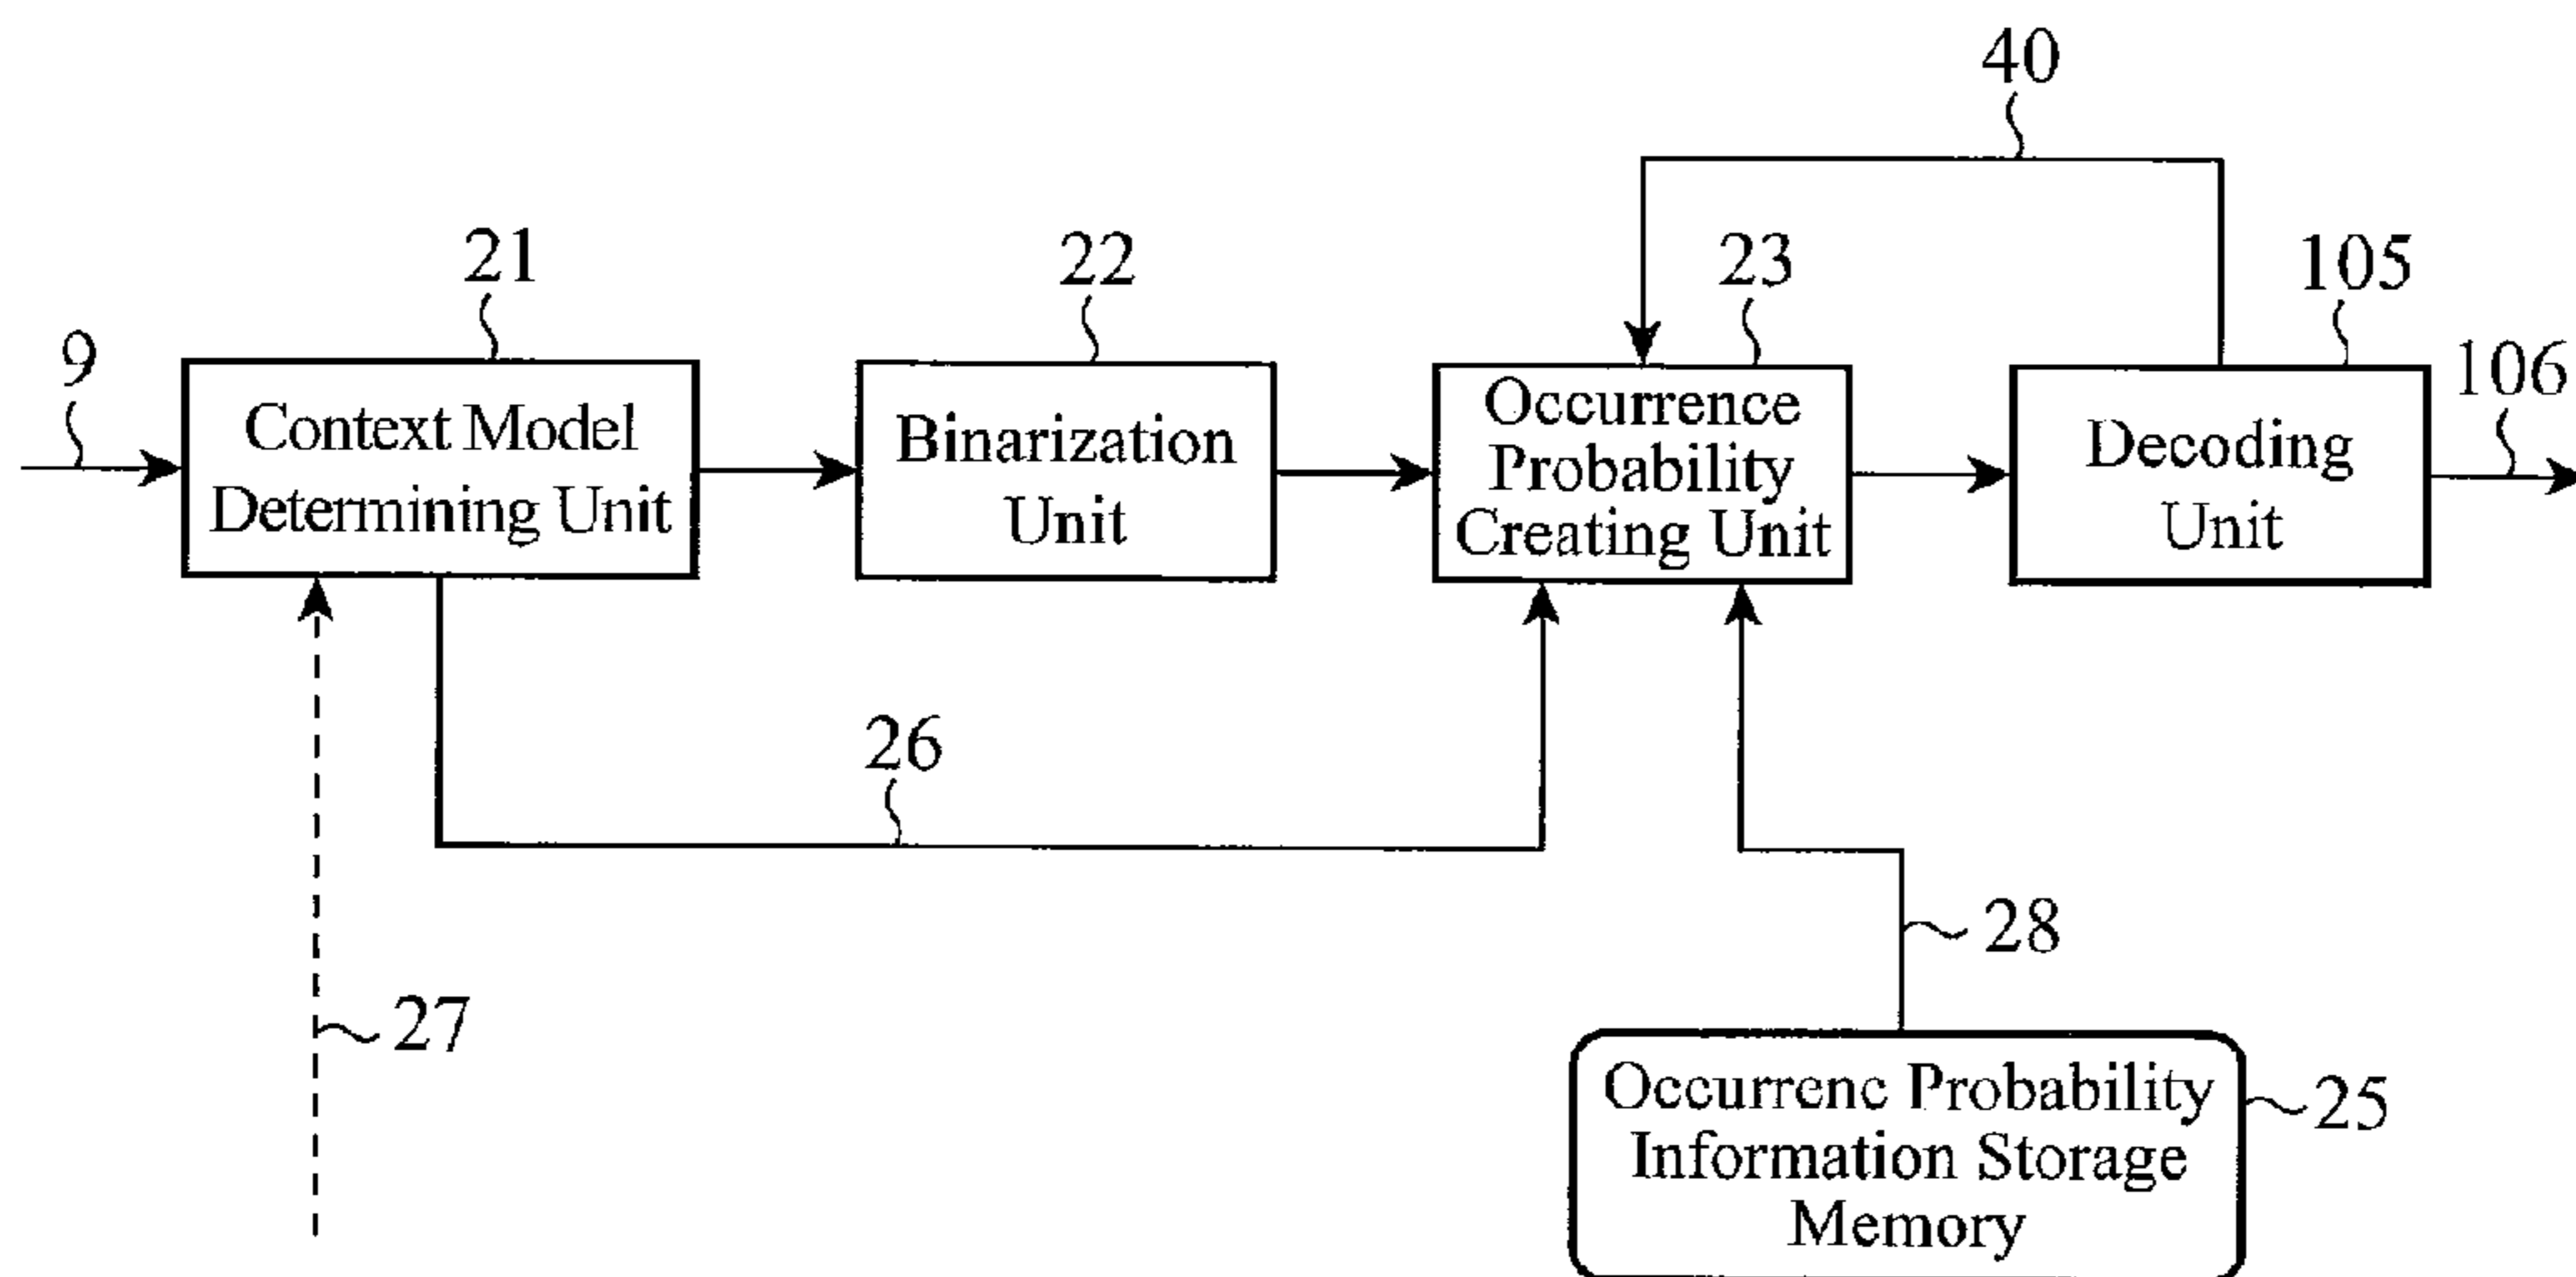 40
21
22
23
105
9
106
Context Model
Determining Unit
Binarization
Unit
Occurrence
Probability
Creating Unit
Decoding
Unit
26
28
27
Occurrenc Probability
Information Storage
Memory
25